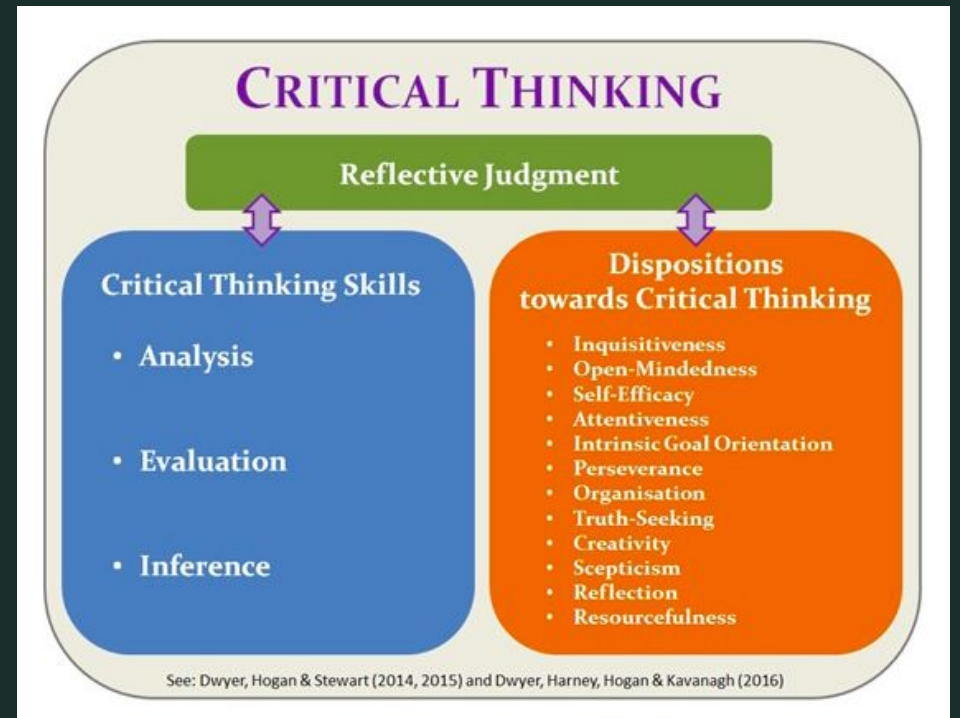 CRITICAL THINKING
Reflective Judgment
Critical Thinking Skills
• Analysis
• Evaluation
• Inference
Dispositions
towards Critical Thinking
• Inquisitiveness
• Open-Mindedness
• Self-Efficacy
• Attentiveness
• Intrinsic Goal Orientation
• Perseverance
• Organisation
• Truth-Seeking
• Creativity
• Scepticism
• Reflection
• Resourcefulness
See: Dwyer, Hogan & Stewart (2014, 2015) and Dwyer, Harney, Hogan & Kavanagh (2016)